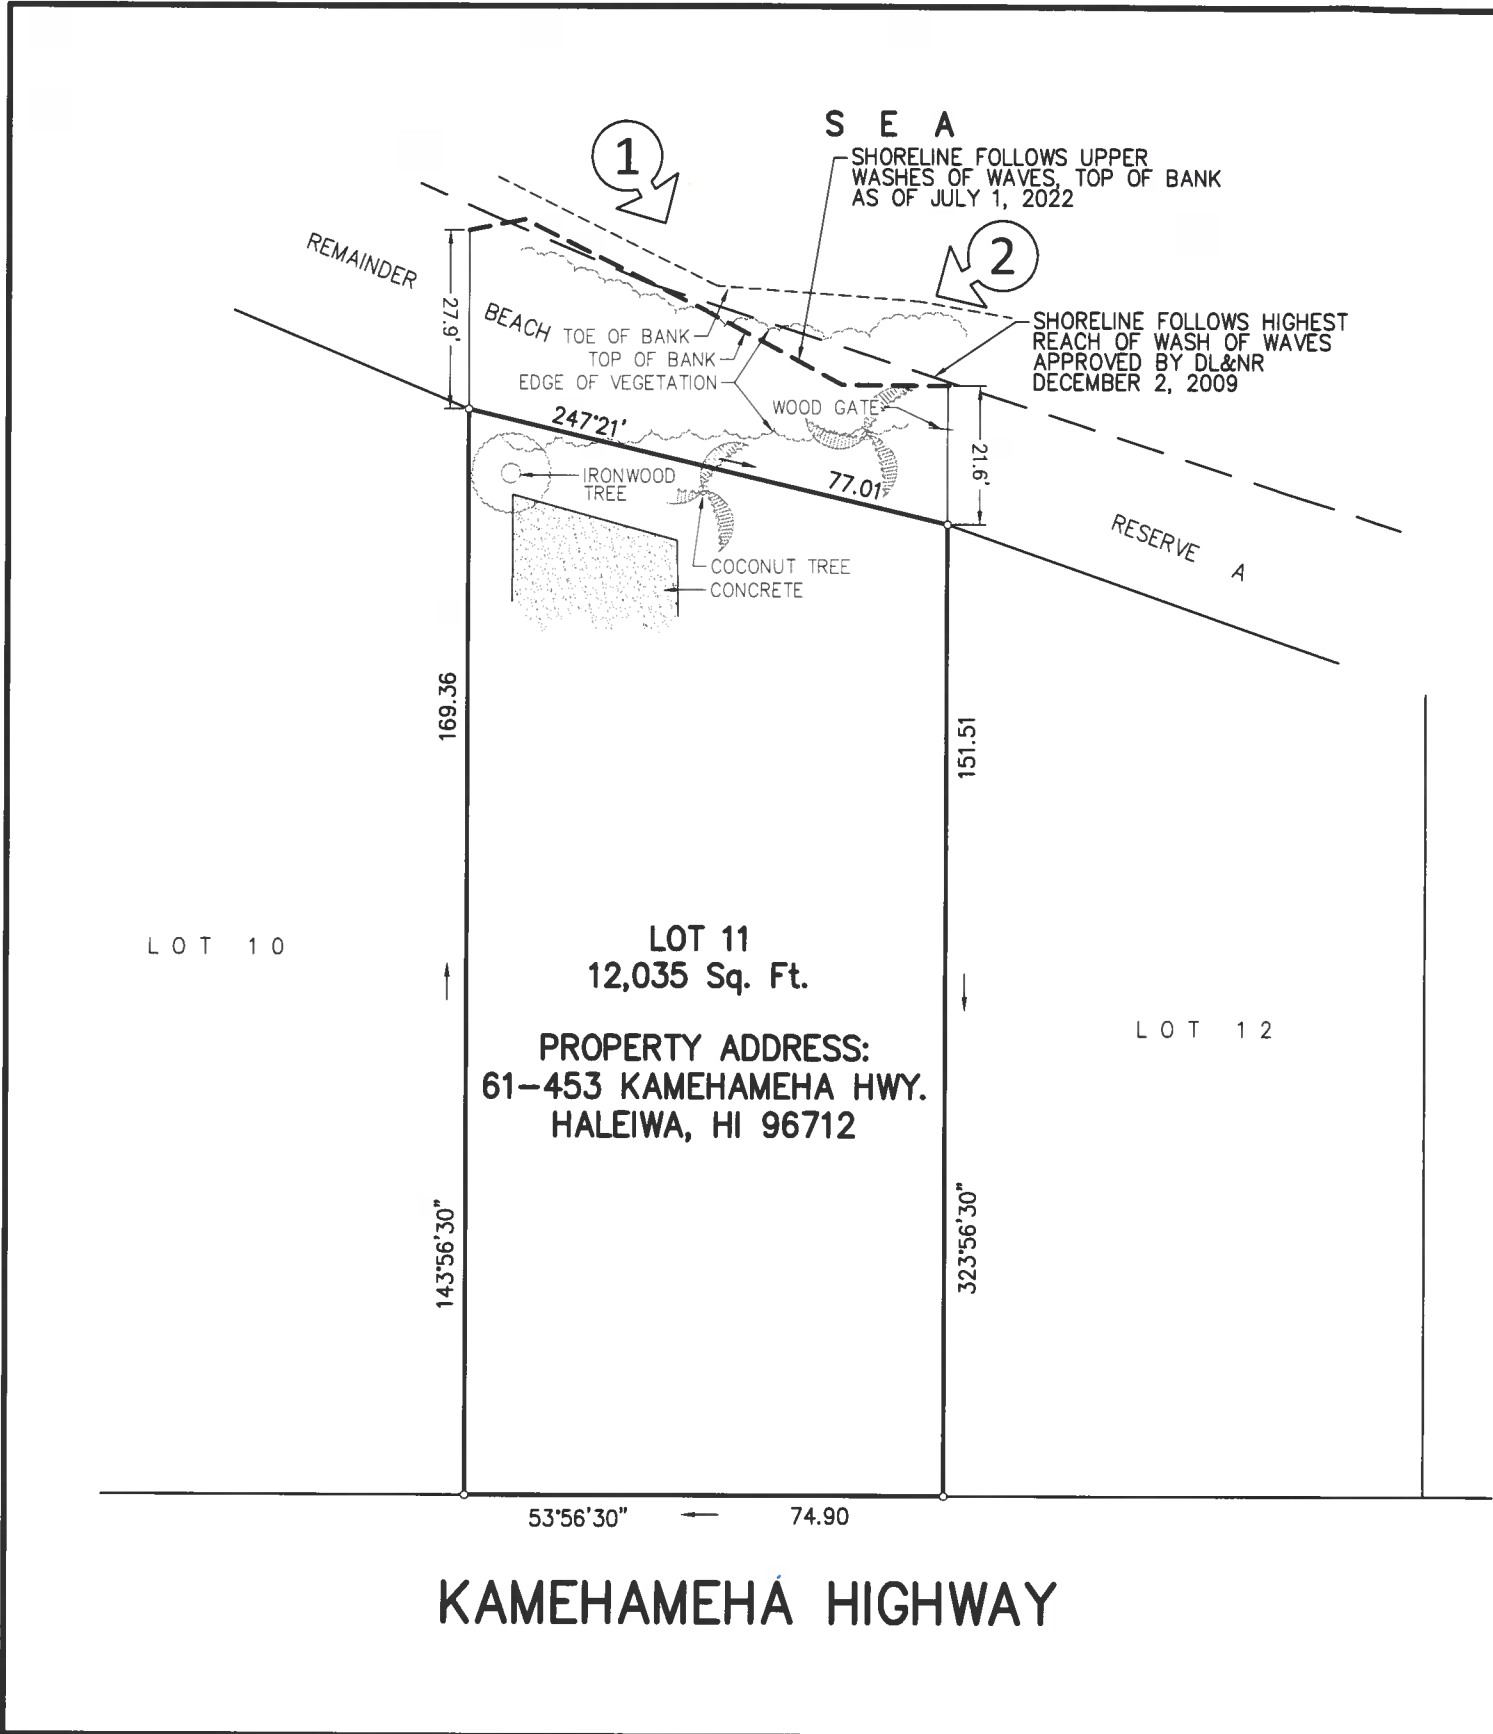 S E A
1
SHORELINE FOLLOWS UPPER
WASHES OF WAVES, TOP OF BANK
AS OF JULY 1, 2022
2
REMAINDER
27.9'
BEACH
TOE OF BANK
TOP OF BANK
EDGE OF VEGETATION
SHORELINE FOLLOWS HIGHEST
REACH OF WASH OF WAVES
APPROVED BY DL&NR
DECEMBER 2, 2009
WOOD GATE
247°21'
77.01
21.6'
IRONWOOD
TREE
RESERVE A
COCONUT TREE
CONCRETE
169.36
151.51
LOT 10
LOT 11
12,035 Sq. Ft.
PROPERTY ADDRESS:
61-453 KAMEHAMEHA HWY.
HALEIWA, HI 96712
LOT 12
143°56'30"
323°56'30"
53°56'30"
74.90
KAMEHAMEHA HIGHWAY